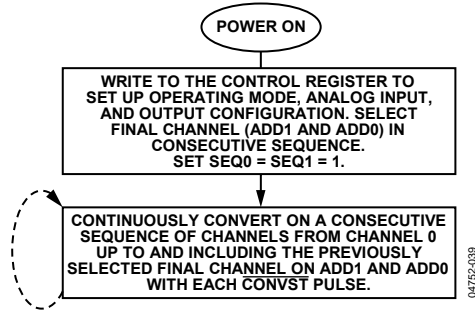 POWER ON
WRITE TO THE CONTROL REGISTER TO
SET UP OPERATING MODE, ANALOG INPUT,
AND OUTPUT CONFIGURATION. SELECT
FINAL CHANNEL (ADD1 AND ADD0) IN
CONSECUTIVE SEQUENCE.
SET SEQ0 = SEQ1 = 1.
CONTINUOUSLY CONVERT ON A CONSECUTIVE
SEQUENCE OF CHANNELS FROM CHANNEL 0
UP TO AND INCLUDING THE PREVIOUSLY
SELECTED FINAL CHANNEL ON ADD1 AND ADD0
WITH EACH CONVST PULSE.
04752-039